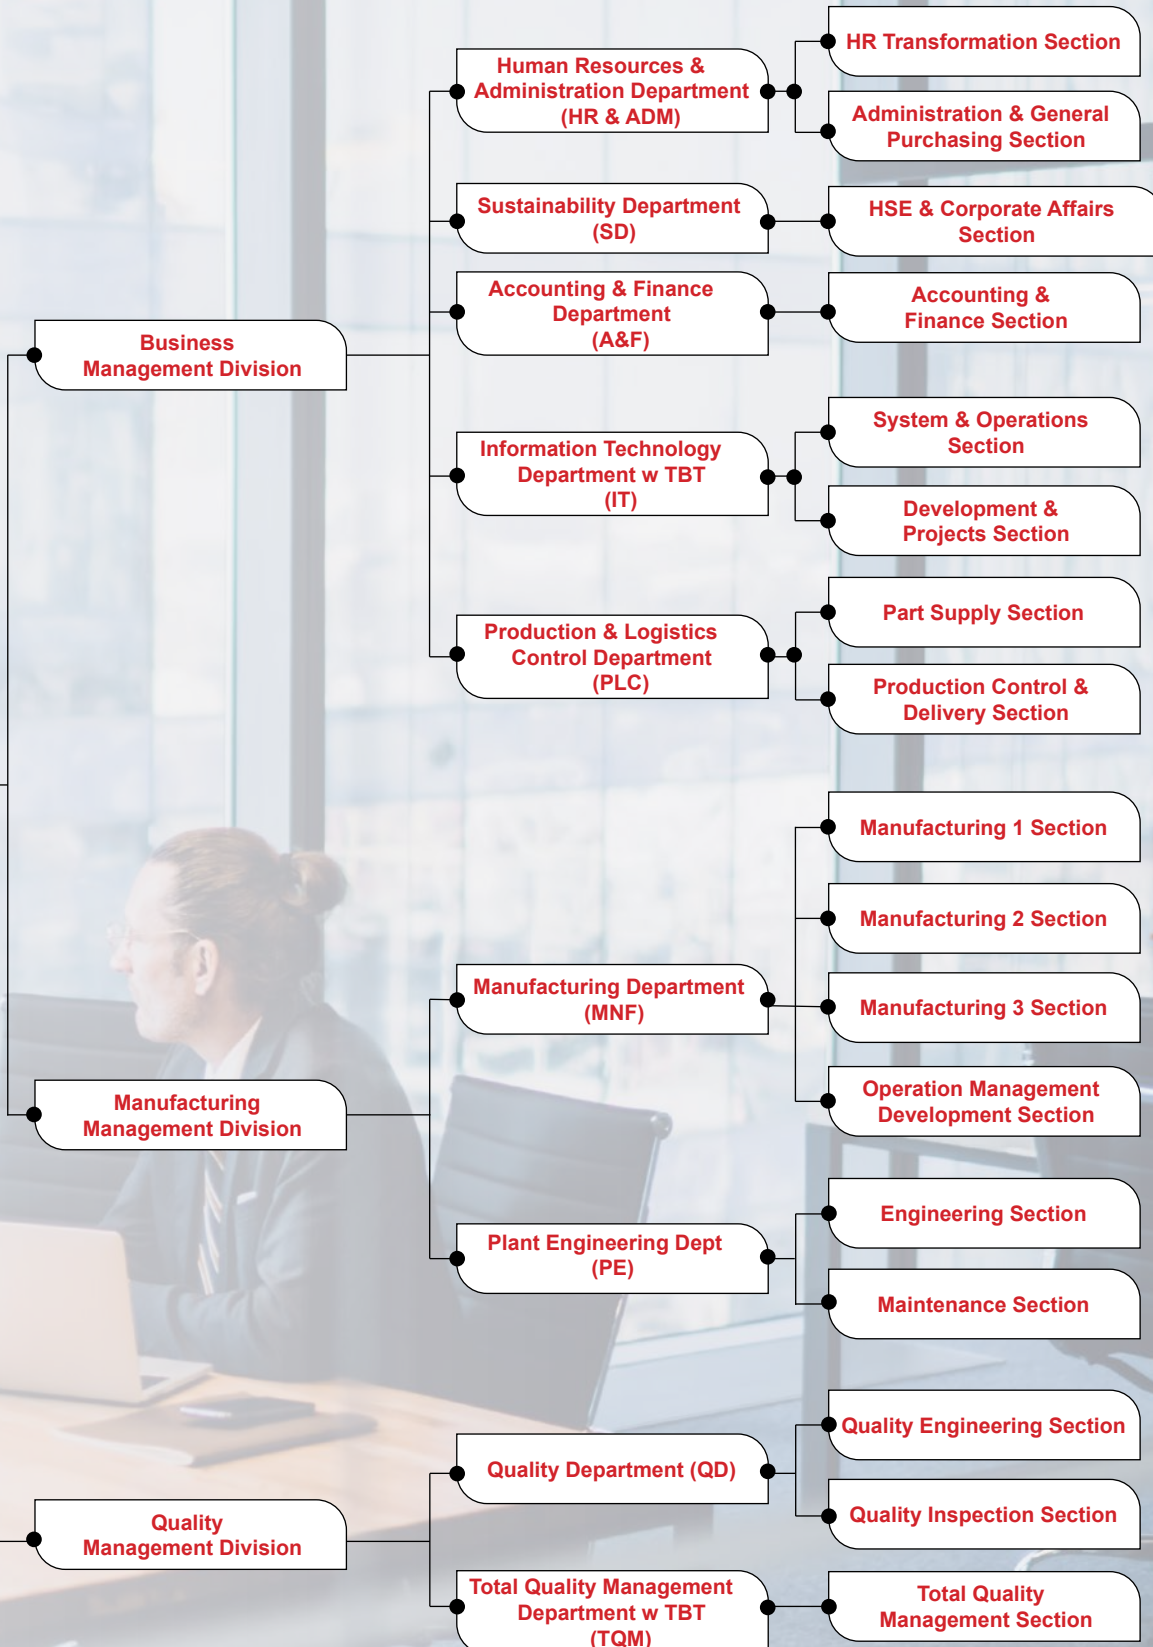 HR Transformation Section
Human Resources &
Administration Department
(HR & ADM)
Administration & General
Purchasing Section
Sustainability Department
(SD)
HSE & Corporate Affairs
Section
Accounting & Finance
Department
(A&F)
Accounting &
Finance Section
Business
Management Division
System & Operations
Section
Information Technology
Department w TBT
(IT)
Development &
Projects Section
Part Supply Section
Production & Logistics
Control Department
(PLC)
Production Control &
Delivery Section
Manufacturing 1 Section
Manufacturing 2 Section
Manufacturing Department
(MNF)
Manufacturing 3 Section
Manufacturing
Management Division
Operation Management
Development Section
Engineering Section
Plant Engineering Dept
(PE)
Maintenance Section
Quality Engineering Section
Quality Department (QD)
Quality Inspection Section
Quality
Management Division
Total Quality Management
Department w TBT
(TQM)
Total Quality
Management Section